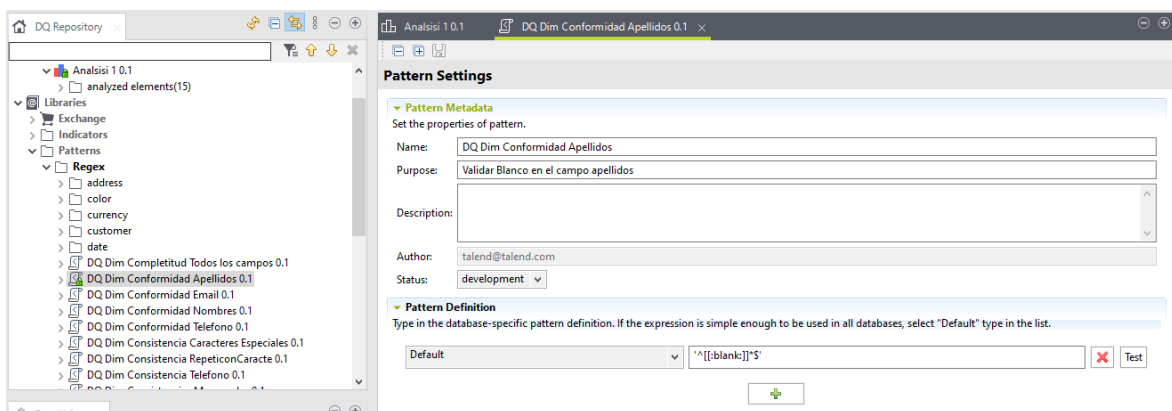 DQ Repository
Analsisi 1 0.1
analyzed elements(15)
Libraries
Exchange
Indicators
Patterns
Regex
address
color
currency
customer
date
DQ Dim Completitud Todos los campos 0.1
DQ Dim Conformidad Apellidos 0.1
DQ Dim Conformidad Email 0.1
DQ Dim Conformidad Nombres 0.1
DQ Dim Conformidad Telefono 0.1
DQ Dim Consistencia Caracteres Especiales 0.1
DQ Dim Consistencia RepeticonCaracte 0.1
DQ Dim Consistencia Telefono 0.1
Analsisi 1 0.1
DQ Dim Conformidad Apellidos 0.1
Pattern Settings
Pattern Metadata
Set the properties of pattern.
Name: DQ Dim Conformidad Apellidos
Purpose: Validar Blanco en el campo apellidos
Description:
Author: talend@talend.com
Status: development
Pattern Definition
Type in the database-specific pattern definition. If the expression is simple enough to be used in all databases, select "Default" type in the list.
Default '^[[:blank:]]*$' Test